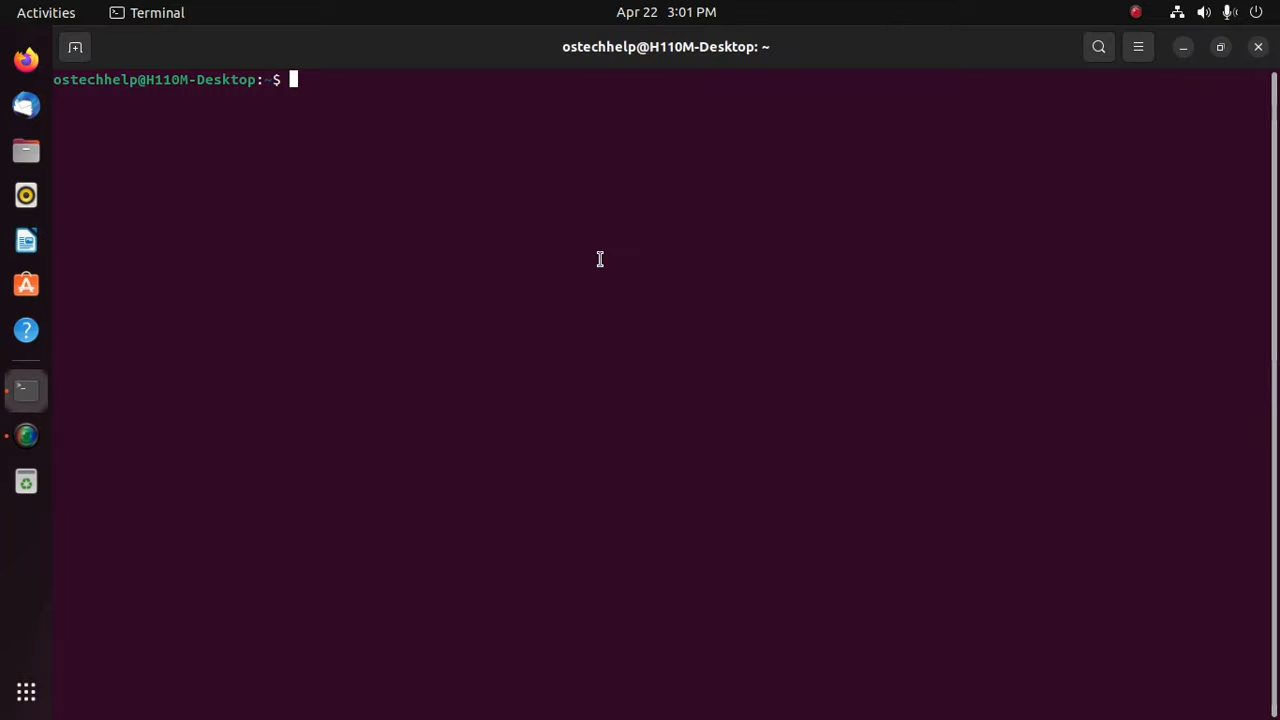 Activities Terminal Apr 22 3:01 PM
ostechhelp@H110M-Desktop: ~
ostechhelp@H110M-Desktop:~$